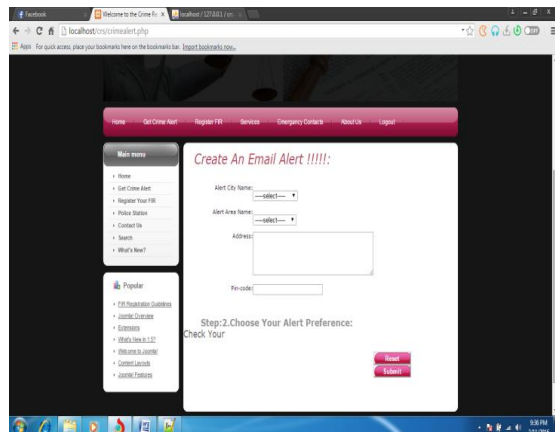 Facebook
Welcome to the Crime Re
localhost / 127.0.0.1 / cri
localhost/crs/crimealert.php
Apps For quick access, place your bookmarks here on the bookmarks bar. Import bookmarks now...
Home Get Crime Alert Register FIR Services Emergancy Contacts About Us Logout
Main menu
Home
Get Crime Alert
Register Your FIR
Police Station
Contact Us
Search
What's New?
Popular
FIR Registration Guidelines
Joomla! Overview
Extensions
What's New in 1.5?
Welcome to Joomla!
Content Layouts
Joomla! Features
Create An Email Alert !!!!!:
Alert City Name:
----select----
Alert Area Name:
----select----
Address:
Pin-code:
Step:2.Choose Your Alert Preference:
Check Your
Reset
Submit
9:36 PM